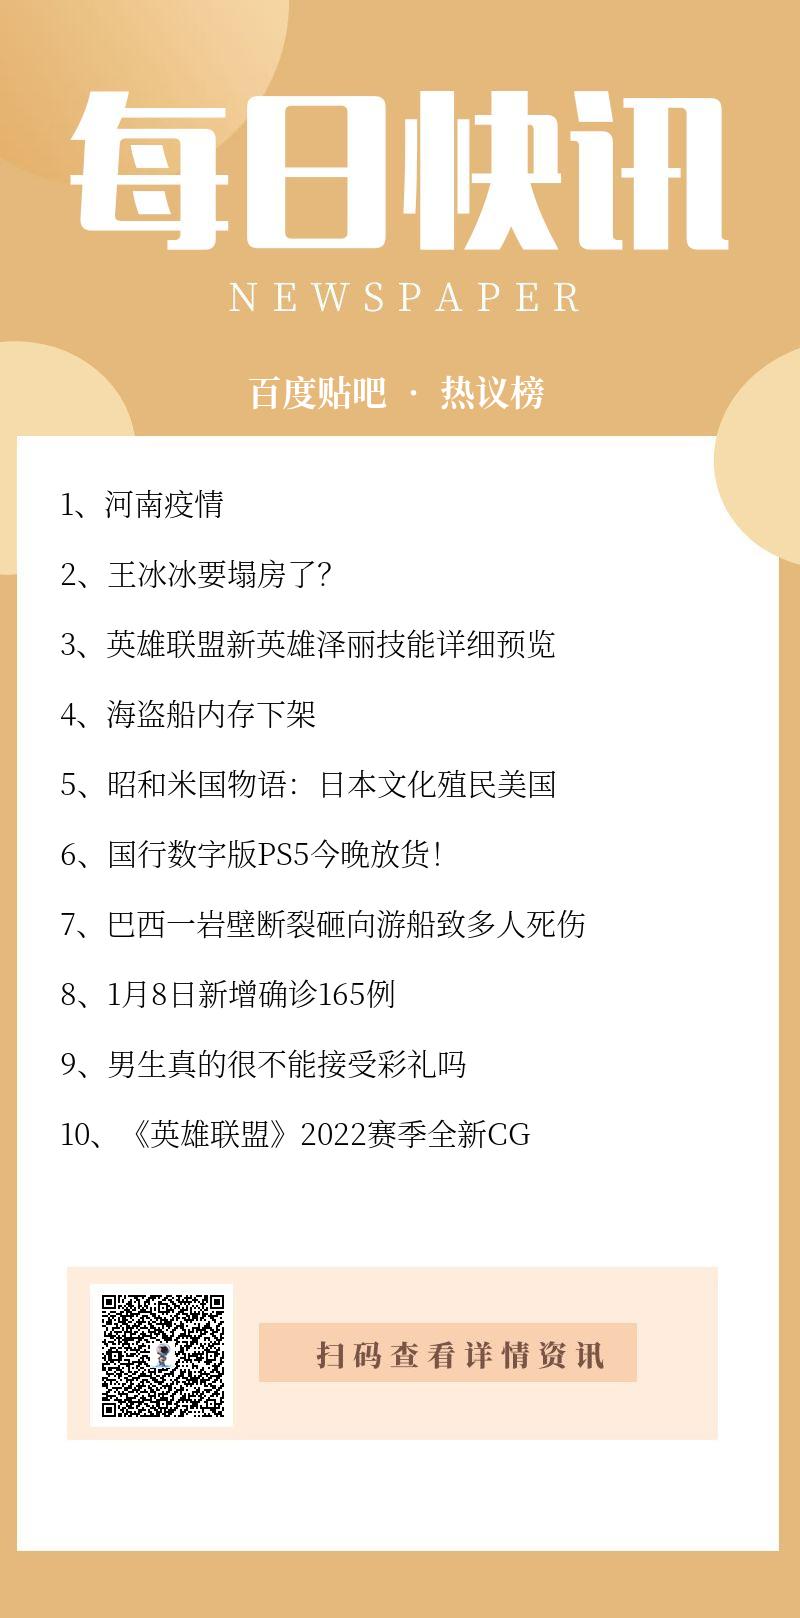 每日快讯
NEWSPAPER
百度贴吧 · 热议榜
1、河南疫情
2、王冰冰要塌房了？
3、英雄联盟新英雄泽丽技能详细预览
4、海盗船内存下架
5、昭和米国物语：日本文化殖民美国
6、国行数字版PS5今晚放货！
7、巴西一岩壁断裂砸向游船致多人死伤
8、1月8日新增确诊165例
9、男生真的很不能接受彩礼吗
10、《英雄联盟》2022赛季全新CG
扫码查看详情资讯